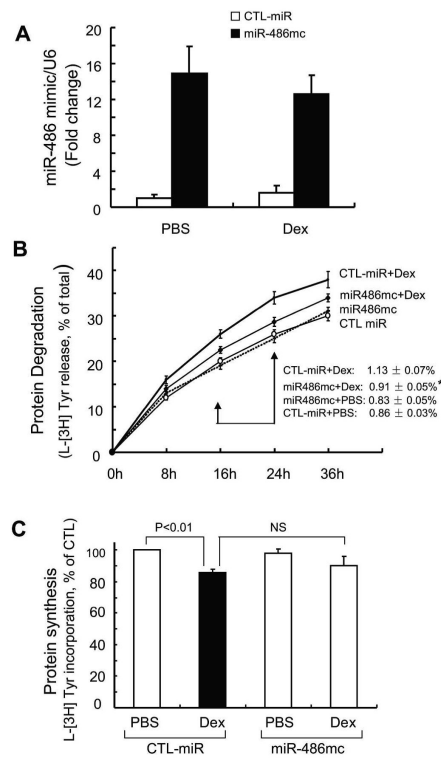 A
CTL-miR
miR-486mc
miR-486 mimic/U6
(Fold change)
20
16
12
8
4
0
PBS
Dex
B
Protein Degradation
(L-[3H] Tyr release, % of total)
40
30
20
10
0
0h
8h
16h
24h
36h
CTL-miR+Dex
miR486mc+Dex
miR486mc
CTL miR
CTL-miR+Dex: 1.13 ± 0.07%
miR486mc+Dex: 0.91 ± 0.05%*
miR486mc+PBS: 0.83 ± 0.05%
CTL-miR+PBS: 0.86 ± 0.03%
C
Protein synthesis
L-[3H] Tyr incorporation, % of CTL)
100
80
60
40
20
0
P<0.01
NS
PBS
Dex
PBS
Dex
CTL-miR
miR-486mc